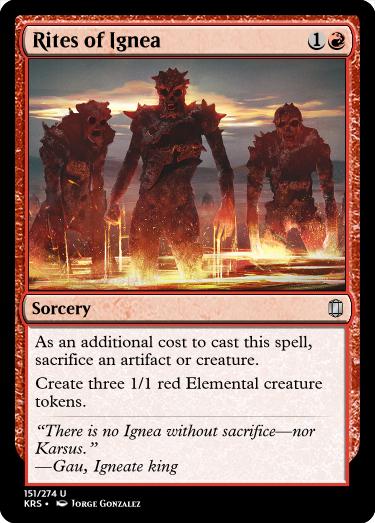 Rites of Ignea 1
Sorcery
As an additional cost to cast this spell,
sacrifice an artifact or creature.
Create three 1/1 red Elemental creature
tokens.
“There is no Ignea without sacrifice—nor
Karsus.”
—Gau, Igneate king
151/274 U
KRS • Jorge Gonzalez